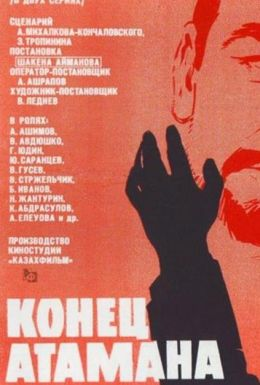 (В ДВУХ СЕРИЯХ)
СЦЕНАРИЙ
А. МИХАЛКОВА-КОНЧАЛОВСКОГО,
Э. ТРОПИНИНА
ПОСТАНОВКА
ШАКЕНА АЙМАНОВА
ОПЕРАТОР-ПОСТАНОВЩИК
А. АШРАПОВ
ХУДОЖНИК-ПОСТАНОВЩИК
В. ЛЕДНЕВ
В РОЛЯХ:
А. АШИМОВ,
В. АВДЮШКО,
Г. ЮДИН,
Ю. САРАНЦЕВ,
В. ГУСЕВ,
В. СТРЖЕЛЬЧИК,
Б. ИВАНОВ,
Н. ЖАНТУРИН,
К. АБДРАСУЛОВ,
А. ЕЛЕУОВА и др.
ПРОИЗВОДСТВО
КИНОСТУДИИ
"КАЗАХФИЛЬМ"
КОНЕЦ
АТАМАНА